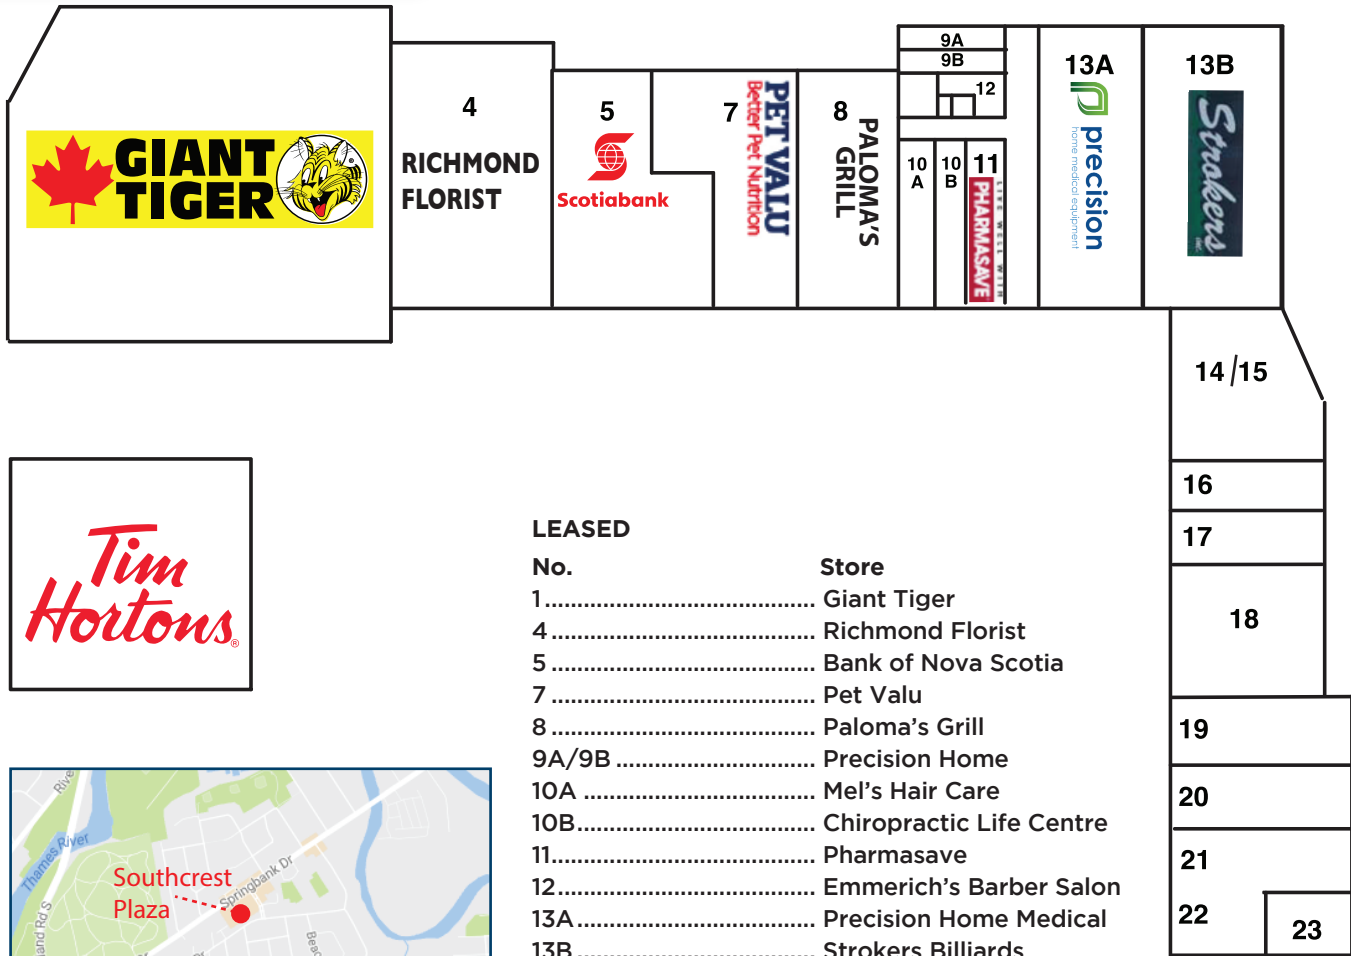 GIANT
TIGER
4
RICHMOND
FLORIST
5
Scotiabank
7
PET VALU
Better Pet Nutrition
8
PALOMA'S
GRILL
9A
9B
12
10
A
10
B
11
LIVE WELL WITH
PHARMASAVE
13A
precision
home medical equipment
13B
Strokers
inc.
14/15
16
17
18
19
20
21
22
23
Tim
Hortons®
LEASED
No. Store
1.......................................... Giant Tiger
4 ......................................... Richmond Florist
5 ......................................... Bank of Nova Scotia
7 ......................................... Pet Valu
8 ......................................... Paloma's Grill
9A/9B ............................... Precision Home
10A .................................... Mel's Hair Care
10B..................................... Chiropractic Life Centre
11......................................... Pharmasave
12........................................ Emmerich's Barber Salon
13A..................................... Precision Home Medical
13B..................................... Strokers Billiards
Thames River
Southcrest
Plaza
Springbank Dr